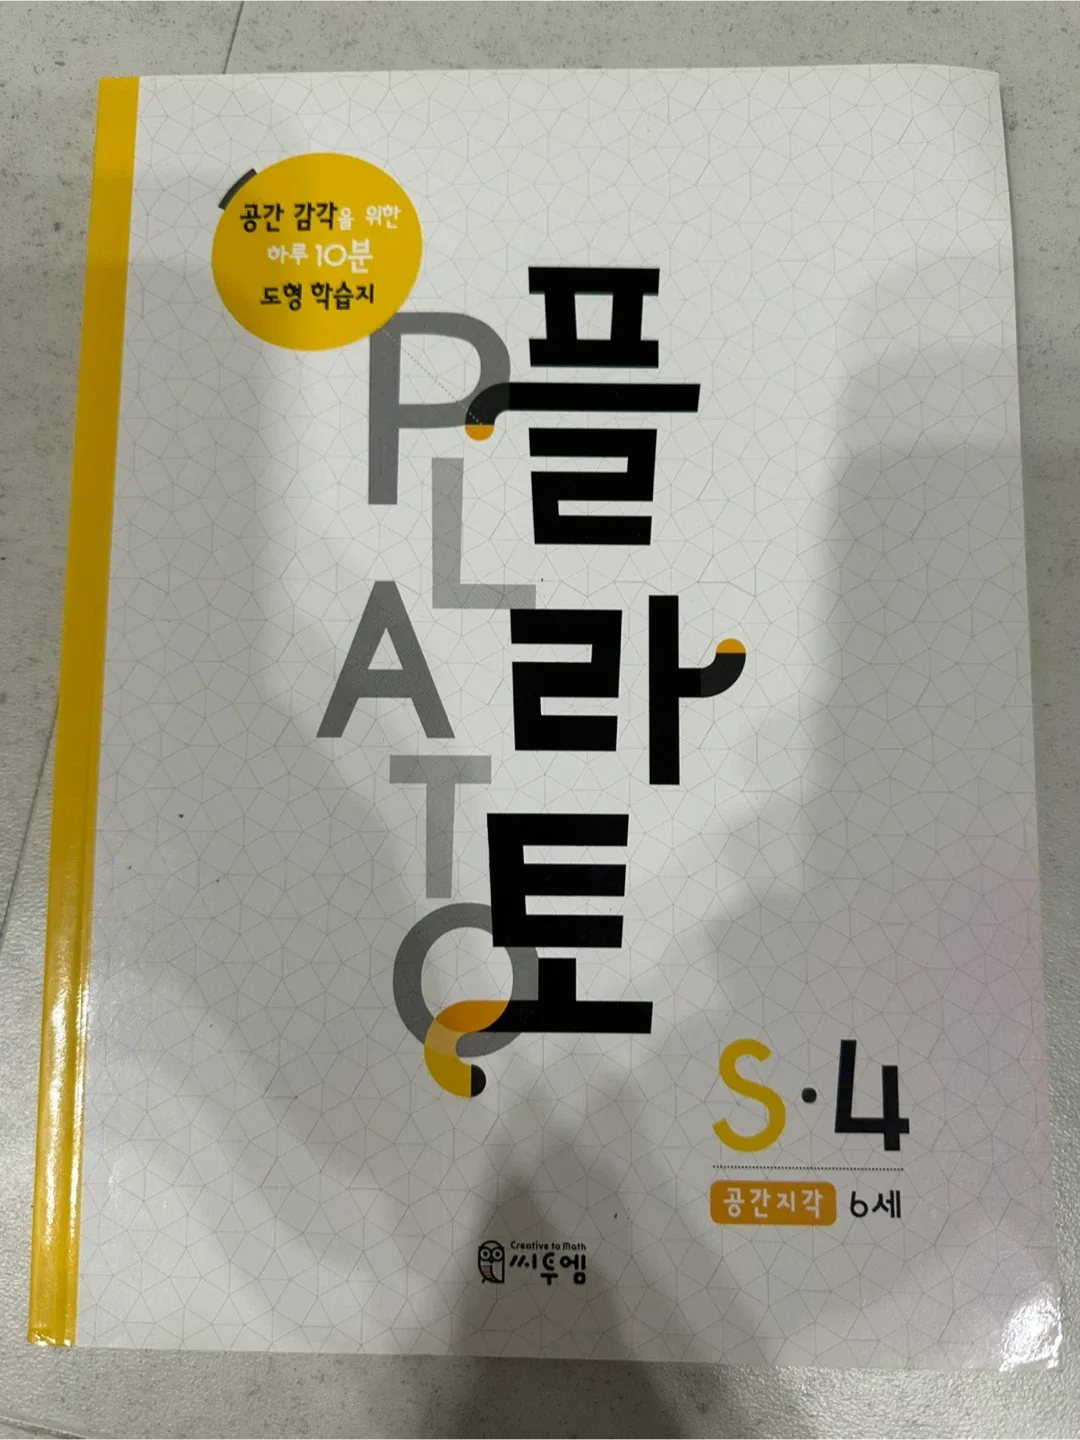 공간 감각을 위한
하루 10분
도형 학습지
PLATO
플라토
S·4
공간지각 6세
Creative to Math
씨투엠